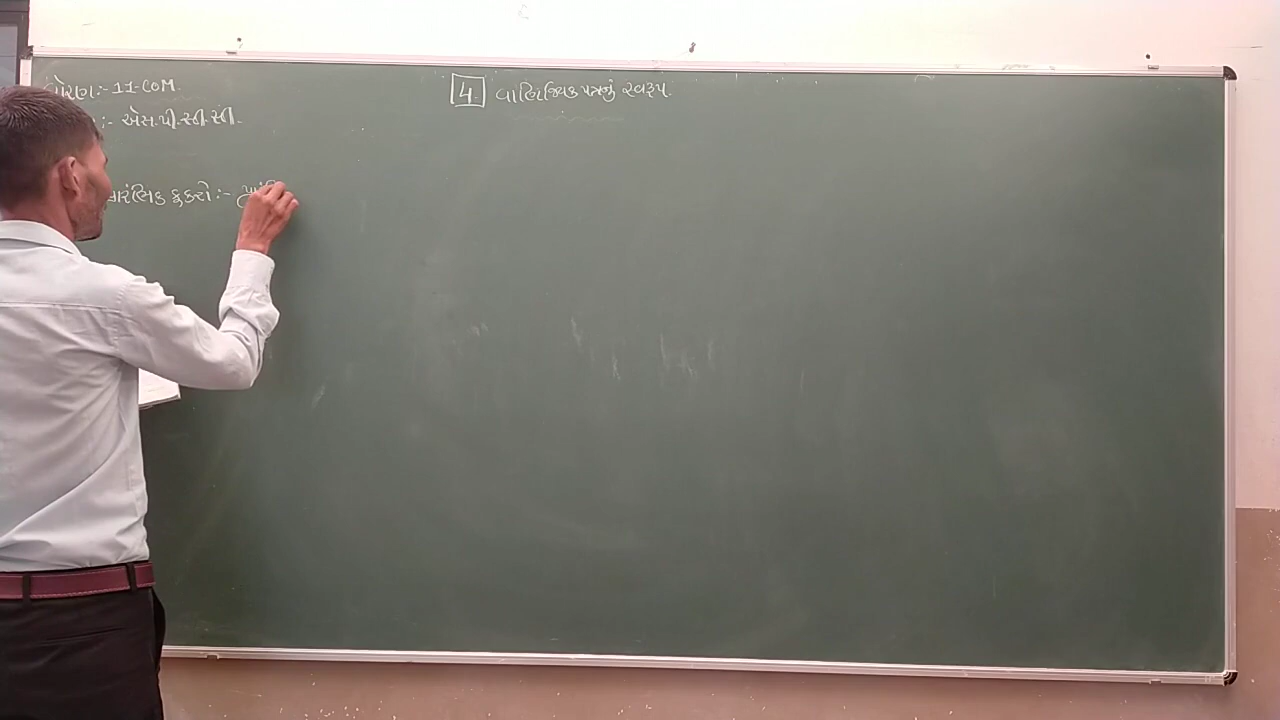 ધોરણ:- 11-COM.
:- એસ.પી.સી.સી.
4. વાણિજ્યિક પત્રનું સ્વરૂપ.
પ્રારંભિક ફકરો :-